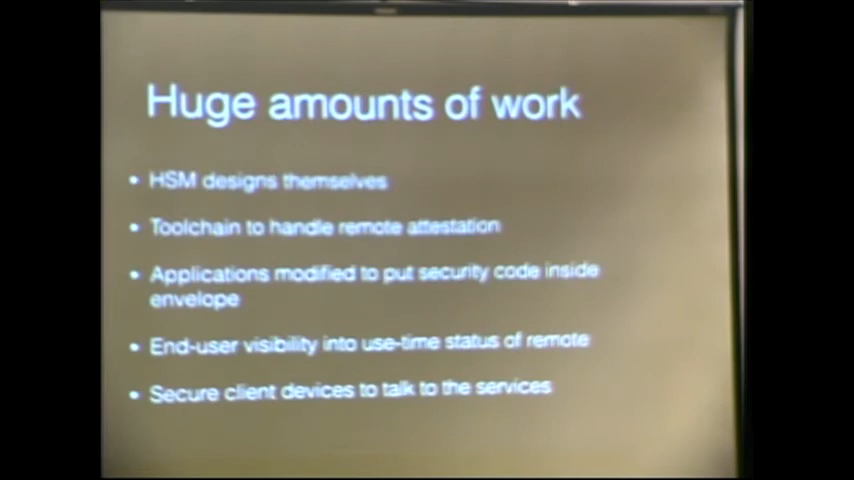 Huge amounts of work
• HSM designs themselves
• Toolchain to handle remote attestation
• Applications modified to put security code inside
envelope
• End-user visibility into use-time status of remote
• Secure client devices to talk to the services